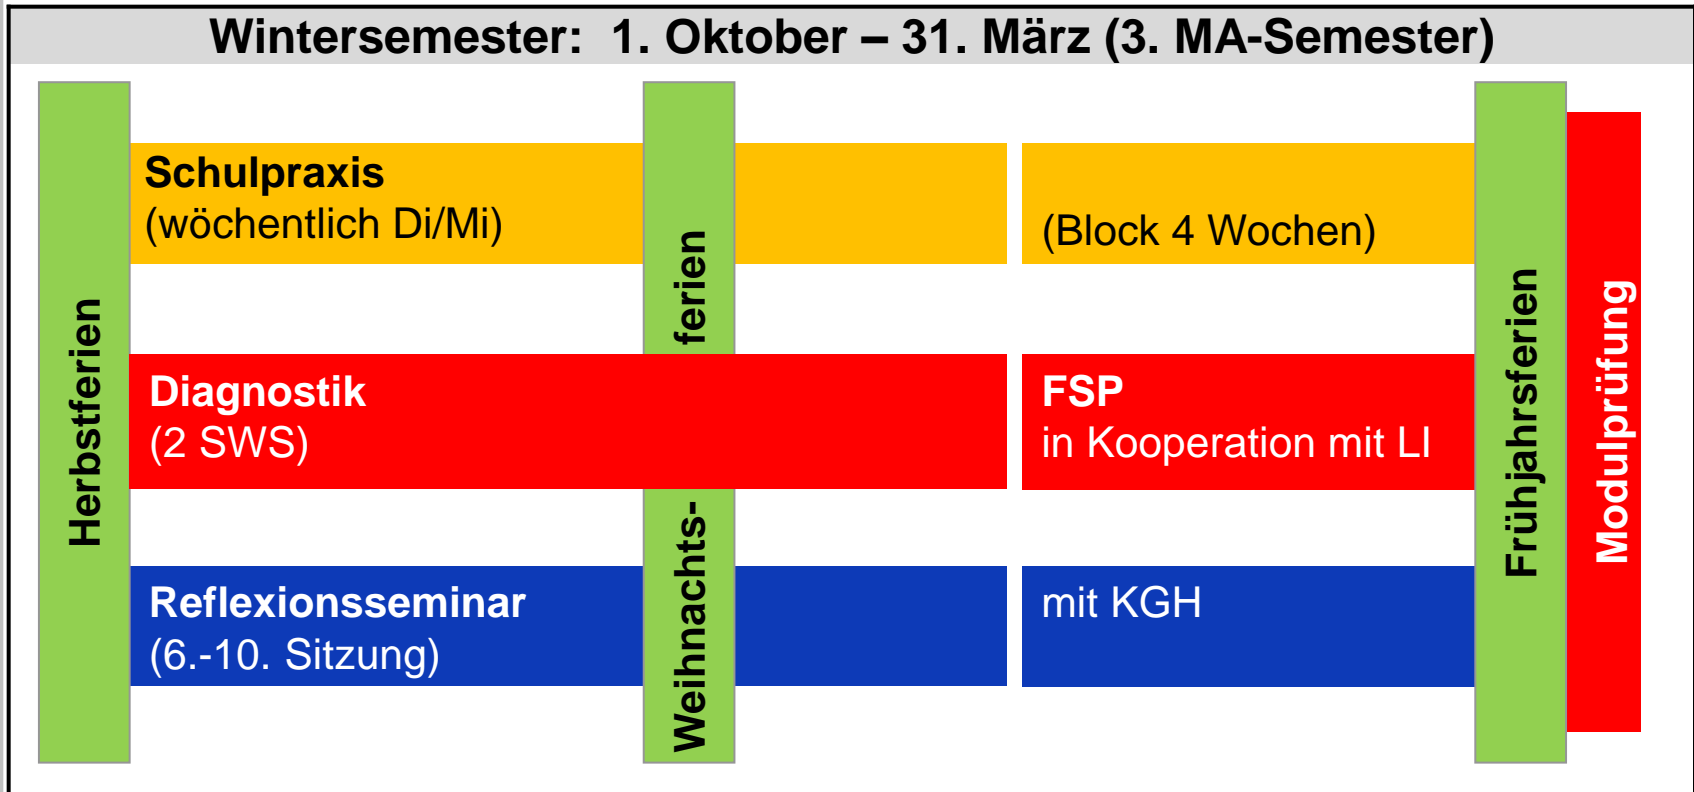 Wintersemester: 1. Oktober – 31. März (3. MA-Semester)
Herbstferien
Schulpraxis
(wöchentlich Di/Mi)
(Block 4 Wochen)
Diagnostik
(2 SWS)
FSP
in Kooperation mit LI
Reflexionsseminar
(6.-10. Sitzung)
mit KGH
Weihnachts- ferien
Frühjahrsferien
Modulprüfung